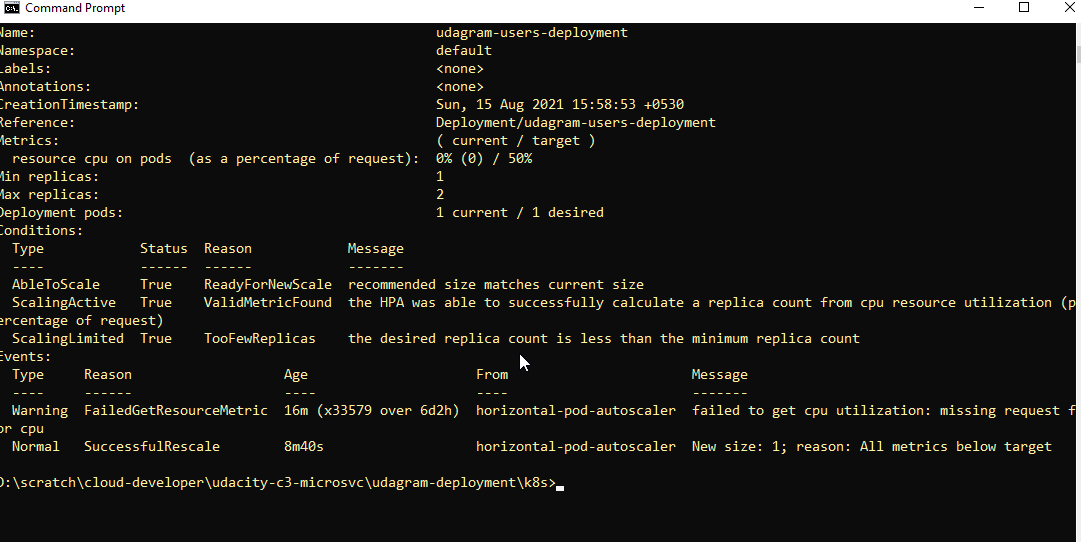 Command Prompt
Name: udagram-users-deployment
Namespace: default
Labels: <none>
Annotations: <none>
CreationTimestamp: Sun, 15 Aug 2021 15:58:53 +0530
Reference: Deployment/udagram-users-deployment
Metrics: ( current / target )
resource cpu on pods (as a percentage of request): 0% (0) / 50%
Min replicas: 1
Max replicas: 2
Deployment pods: 1 current / 1 desired
Conditions:
Type Status Reason Message
---- ------ ------ -------
AbleToScale True ReadyForNewScale recommended size matches current size
ScalingActive True ValidMetricFound the HPA was able to successfully calculate a replica count from cpu resource utilization (p
ercentage of request)
ScalingLimited True TooFewReplicas the desired replica count is less than the minimum replica count
Events:
Type Reason Age From Message
---- ------ ---- ---- -------
Warning FailedGetResourceMetric 16m (x33579 over 6d2h) horizontal-pod-autoscaler failed to get cpu utilization: missing request f
or cpu
Normal SuccessfulRescale 8m40s horizontal-pod-autoscaler New size: 1; reason: All metrics below target
D:\scratch\cloud-developer\udacity-c3-microsvc\udagram-deployment\k8s>